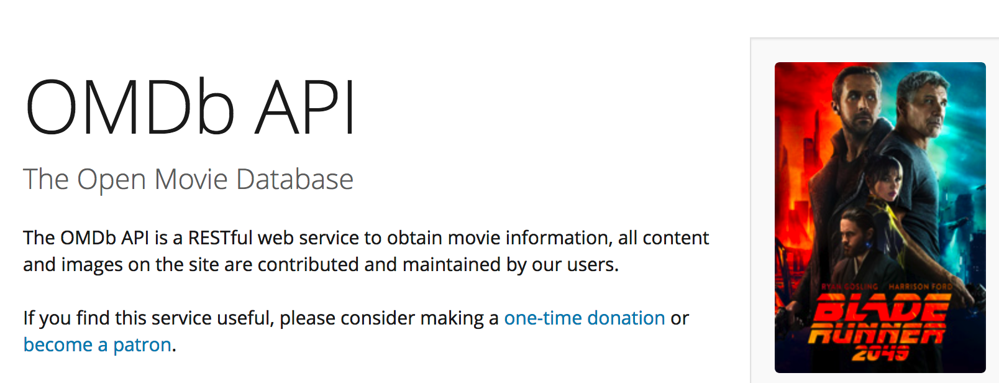 OMDb API
The Open Movie Database
The OMDb API is a RESTful web service to obtain movie information, all content
and images on the site are contributed and maintained by our users.
If you find this service useful, please consider making a one-time donation or
become a patron.
RYAN GOSLING HARRISON FORD
BLADE
RUNNER
2049